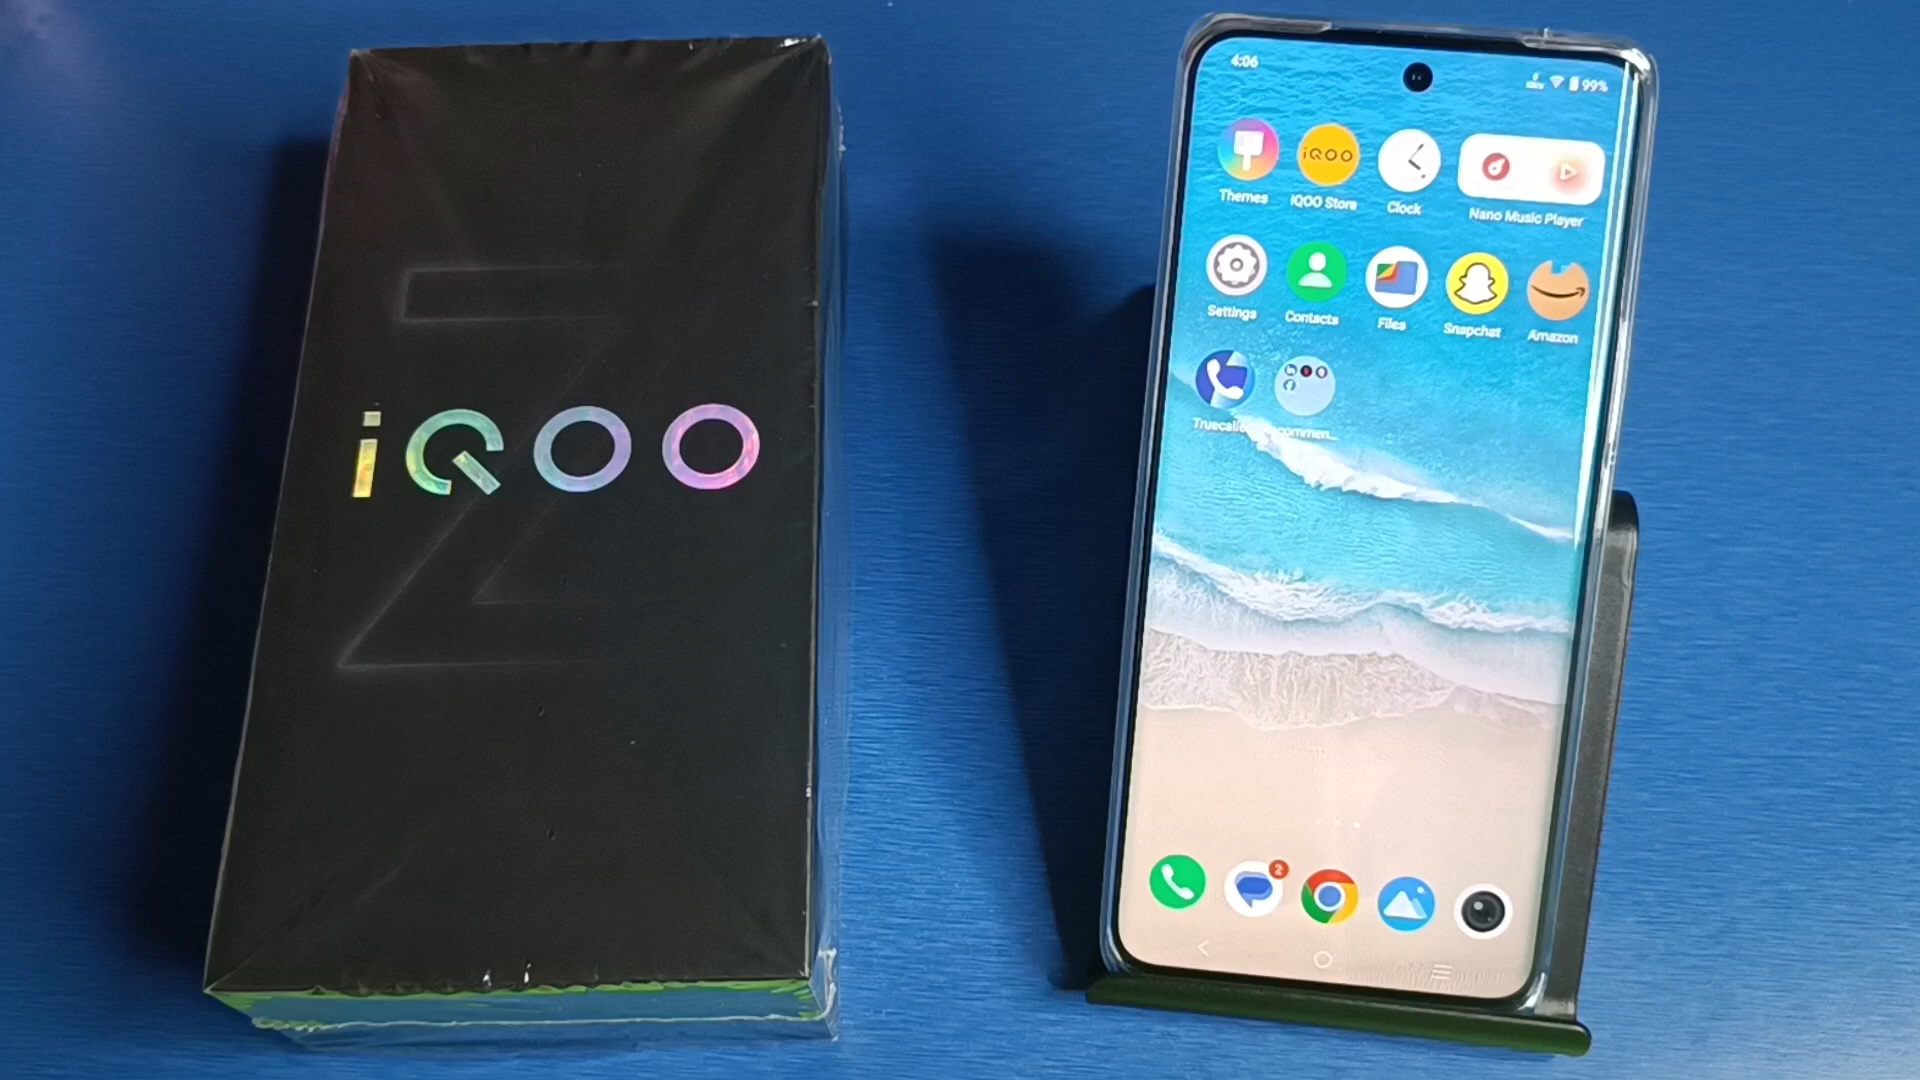 iQOO
Z
4:06
99%
iQOO
Themes
iQOO Store
Clock
Nano Music Player
Settings
Contacts
Files
Snapchat
Amazon
2